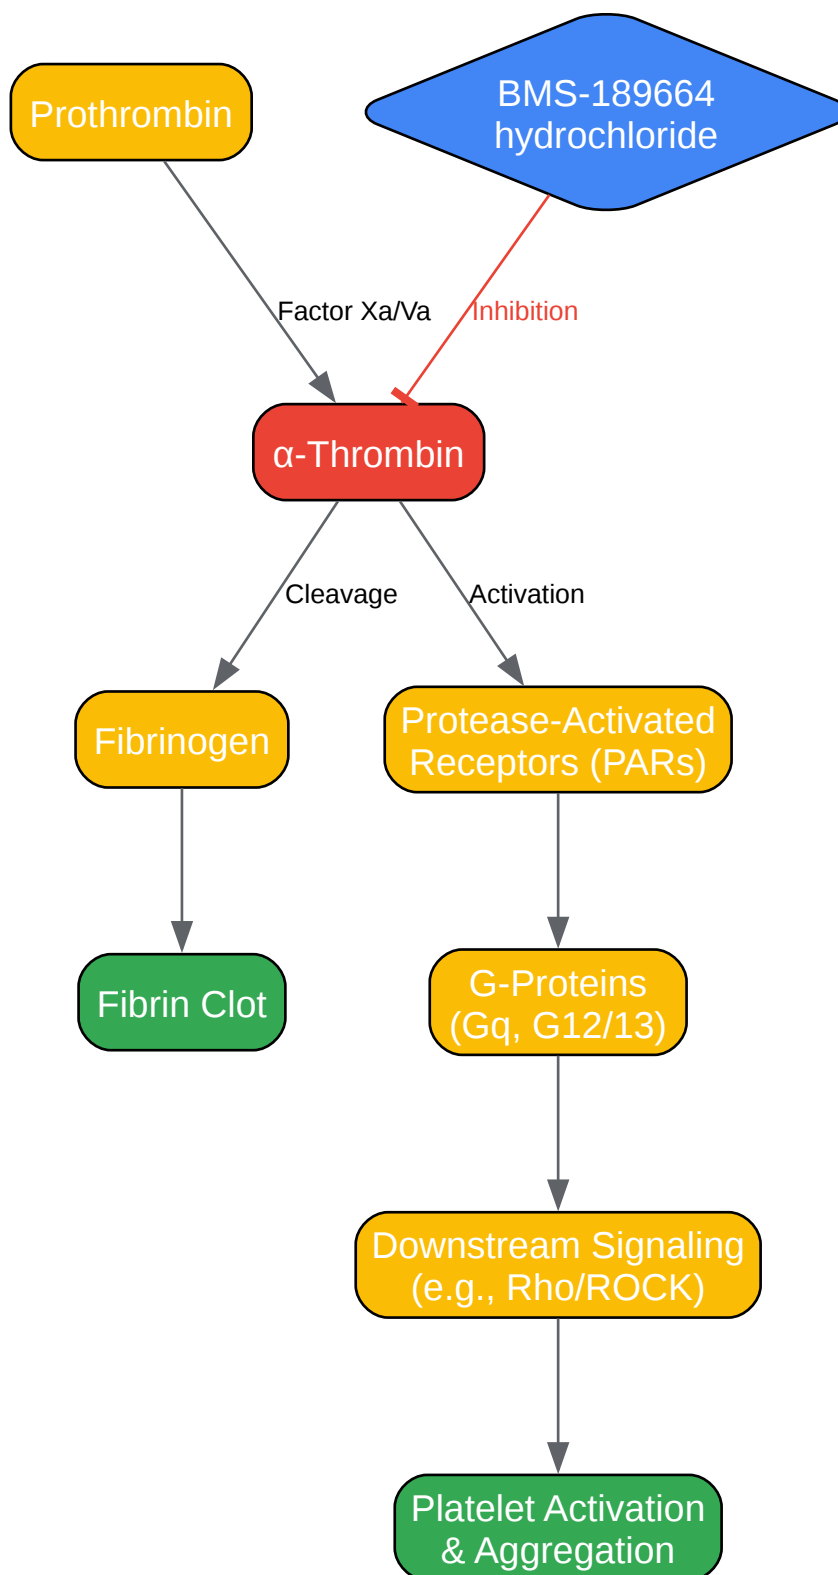 Prothrombin
BMS-189664
hydrochloride
Factor Xa/Va
Inhibition
α-Thrombin
Cleavage
Activation
Fibrinogen
Protease-Activated
Receptors (PARs)
Fibrin Clot
G-Proteins
(Gq, G12/13)
Downstream Signaling
(e.g., Rho/ROCK)
Platelet Activation
& Aggregation